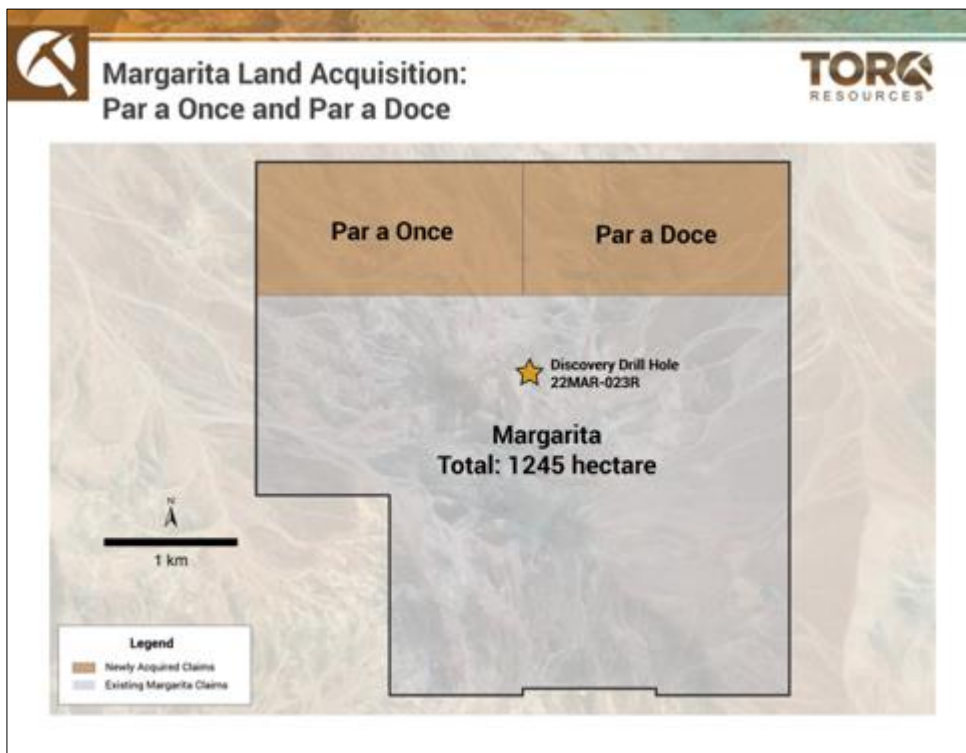 Margarita Land Acquisition:
Par a Once and Par a Doce
TORQ
RESOURCES
Par a Once
Par a Doce
Discovery Drill Hole
22MAR-023R
Margarita
Total: 1245 hectare
N
1 km
Legend
Newly Acquired Claims
Existing Margarita Claims